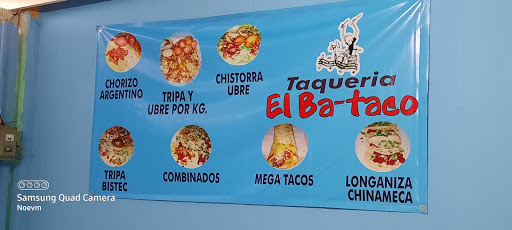 CHORIZO
ARGENTINO
TRIPA Y
UBRE POR KG.
CHISTORRA
UBRE
Taqueria
El Ba-taco
TRIPA
BISTEC
COMBINADOS
MEGA TACOS
LONGANIZA
CHINAMECA
Samsung Quad Camera
Noevm